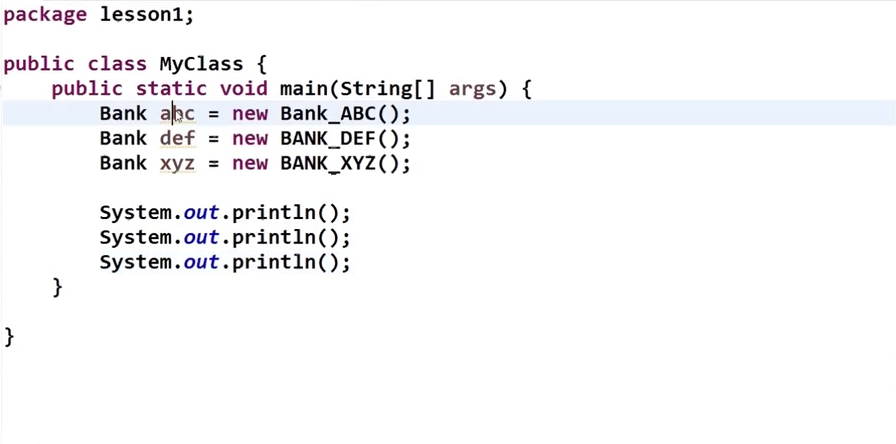 package lesson1;
public class MyClass {
public static void main(String[] args) {
Bank abc = new Bank_ABC();
Bank def = new BANK_DEF();
Bank xyz = new BANK_XYZ();
System.out.println();
System.out.println();
System.out.println();
}
}